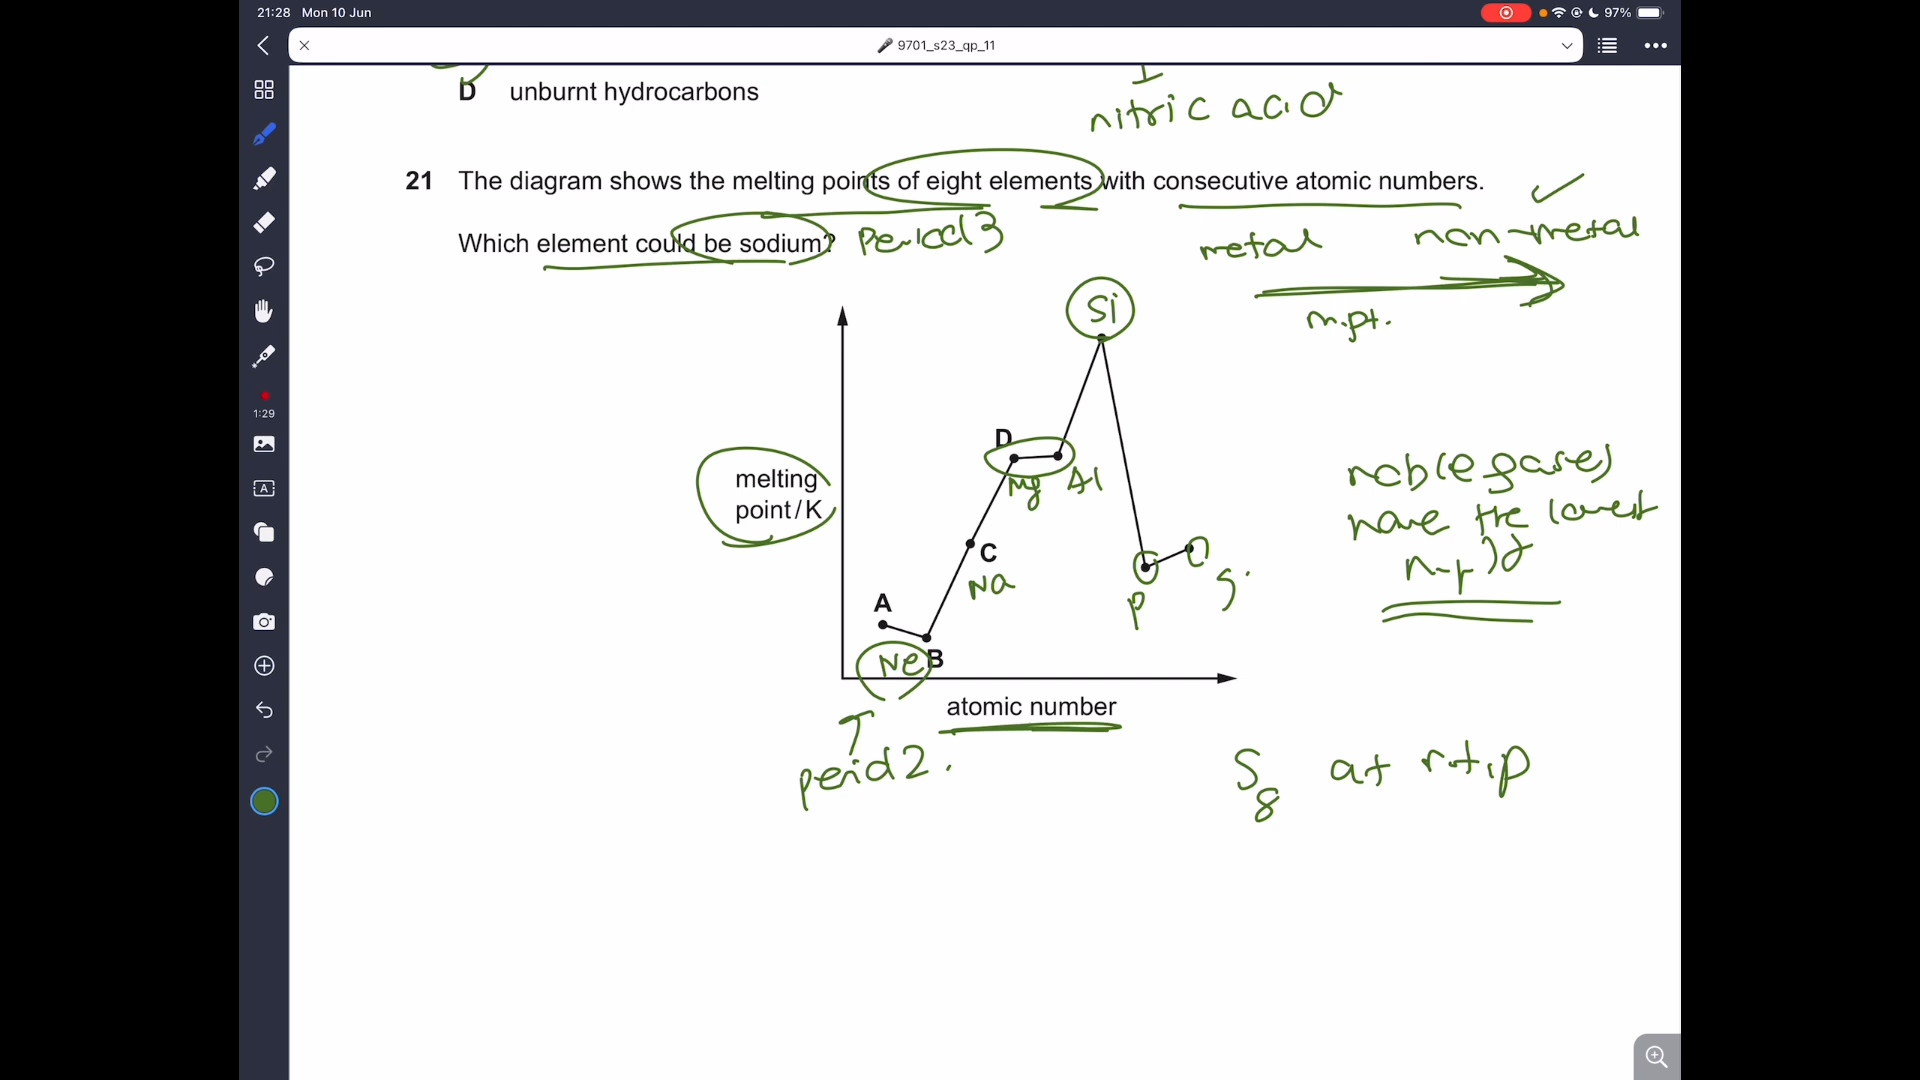 21:28 Mon 10 Jun
97%
9701_s23_qp_11
D unburnt hydrocarbons
nitric acid
21 The diagram shows the melting points of eight elements with consecutive atomic numbers.
Which element could be sodium?
Period 3
metal
non-metal
m.pt.
Si
D
Mg Al
melting
point/K
C
Na
A
Ne B
P
S
noble gases
have the lowest
atomic number
period 2.
S8 at r.t.p
1:29